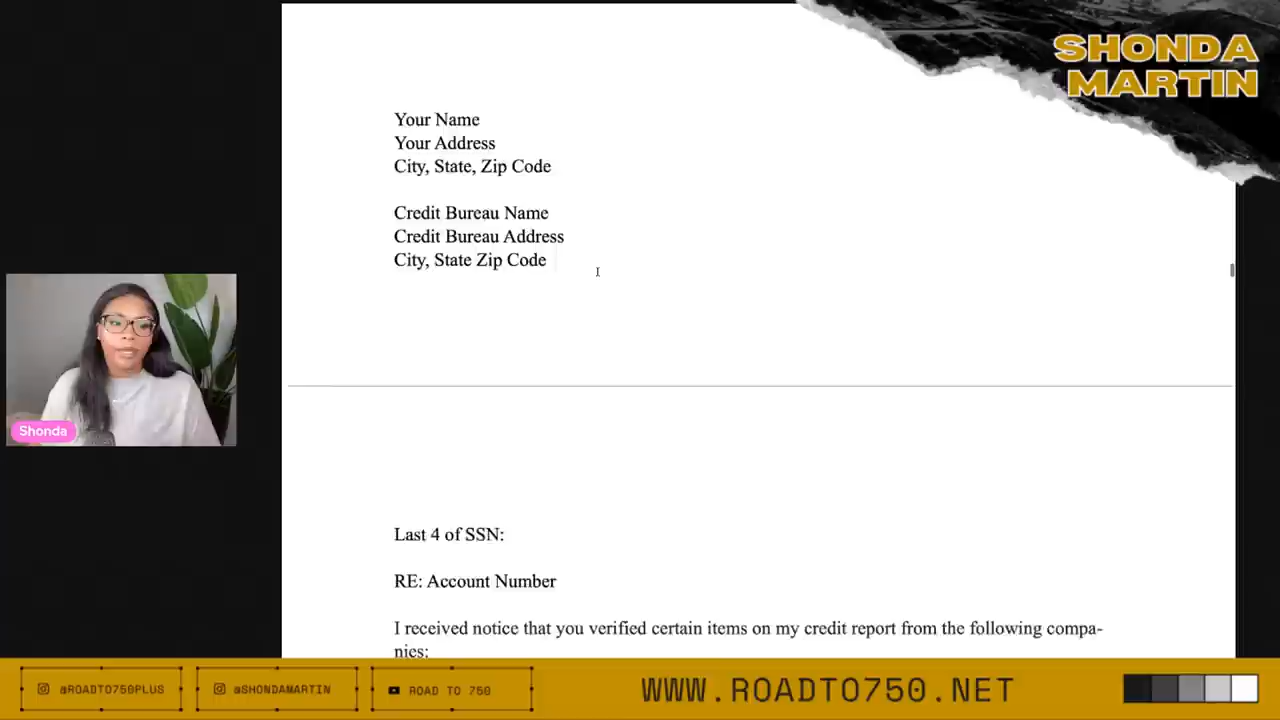 SHONDA
MARTIN
Your Name
Your Address
City, State, Zip Code
Credit Bureau Name
Credit Bureau Address
City, State Zip Code
Shonda
Last 4 of SSN:
RE: Account Number
I received notice that you verified certain items on my credit report from the following compa-
nies:
@ROADTO750PLUS
@SHONDAMARTIN
ROAD TO 750
WWW.ROADTO750.NET